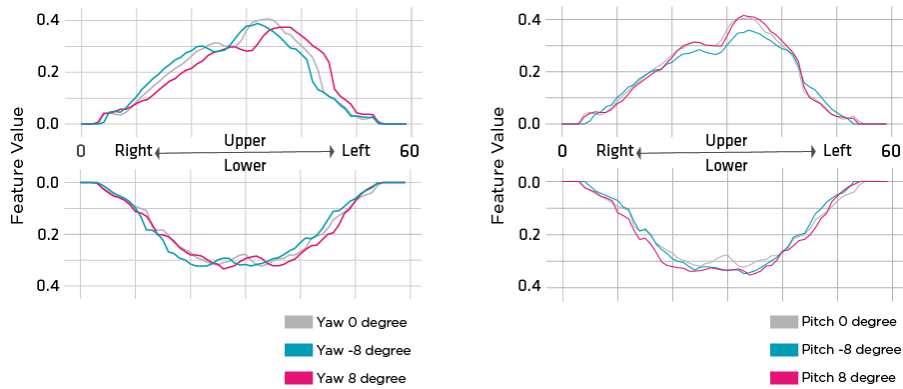 0.4
0.2
0.0
Feature Value
0 Right Upper Left 60
Lower
0.0
0.2
0.4
Yaw 0 degree
Yaw -8 degree
Yaw 8 degree
0.4
0.2
0.0
Feature Value
0 Right Upper Left 60
Lower
0.0
0.2
0.4
Pitch 0 degree
Pitch -8 degree
Pitch 8 degree